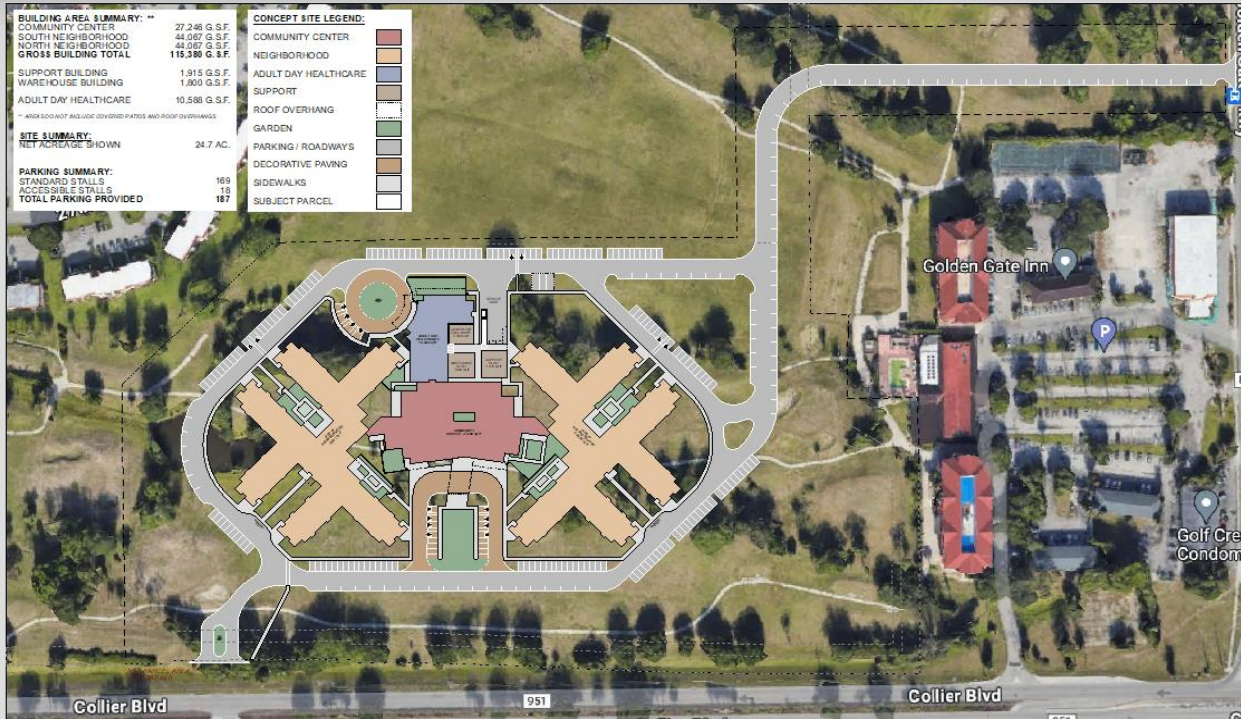 BUILDING AREA SUMMARY: **
COMMUNITY CENTER 27,246 G.S.F.
SOUTH NEIGHBORHOOD 44,067 G.S.F.
NORTH NEIGHBORHOOD 44,067 G.S.F.
GROSS BUILDING TOTAL 115,380 G.S.F.
SUPPORT BUILDING 1,915 G.S.F.
WAREHOUSE BUILDING 1,800 G.S.F.
ADULT DAY HEALTHCARE 10,588 G.S.F.
** AREAS DO NOT INCLUDE COVERED PATIOS AND ROOF OVERHANGS
SITE SUMMARY:
NET ACREAGE SHOWN 24.7 AC.
PARKING SUMMARY:
STANDARD STALLS 169
ACCESSIBLE STALLS 18
TOTAL PARKING PROVIDED 187
CONCEPT SITE LEGEND:
COMMUNITY CENTER
NEIGHBORHOOD
ADULT DAY HEALTHCARE
SUPPORT
ROOF OVERHANG
GARDEN
PARKING / ROADWAYS
DECORATIVE PAVING
SIDEWALKS
SUBJECT PARCEL
Golden Gate Inn
P
Golf Cre
Condom
Collier Blvd
951
Collier Blvd
951